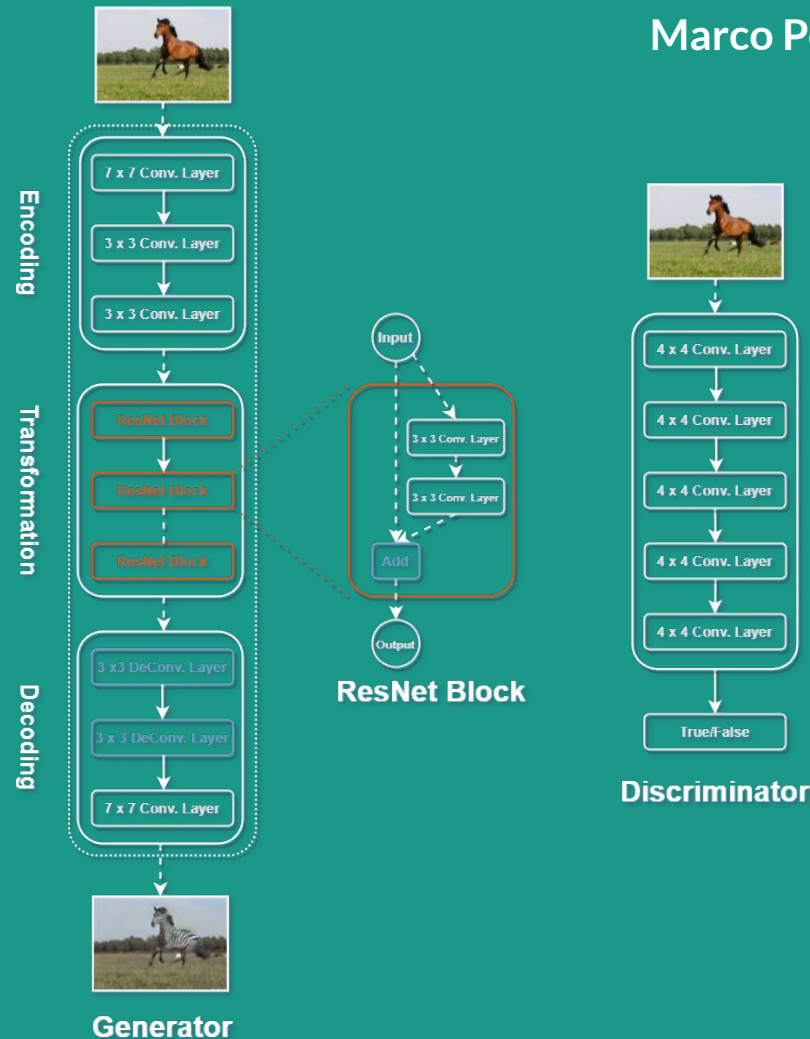 Marco
Encoding
7 x 7 Conv. Layer
3 x 3 Conv. Layer
3 x 3 Conv. Layer
Transformation
ResNet Block
ResNet Block
ResNet Block
Decoding
3 x3 DeConv. Layer
3 x 3 DeConv. Layer
7 x 7 Conv. Layer
Generator
Input
3 x 3 Conv. Layer
3 x 3 Conv. Layer
Add
Output
ResNet Block
4 x 4 Conv. Layer
4 x 4 Conv. Layer
4 x 4 Conv. Layer
4 x 4 Conv. Layer
4 x 4 Conv. Layer
True/False
Discriminator